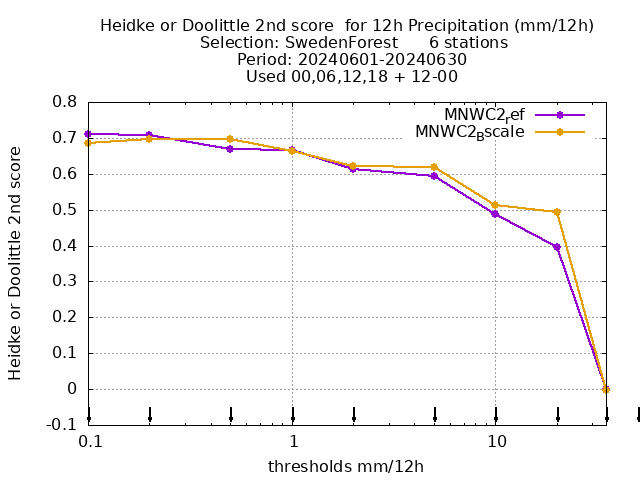 Heidke or Doolittle 2nd score  for 12h Precipitation (mm/12h)
Selection: SwedenForest      6 stations
Period: 20240601-20240630
Used 00,06,12,18 + 12-00
MNWC2ref
MNWC2Bscale
Heidke or Doolittle 2nd score
0.8
0.7
0.6
0.5
0.4
0.3
0.2
0.1
0
-0.1
0.1 1 10
thresholds mm/12h